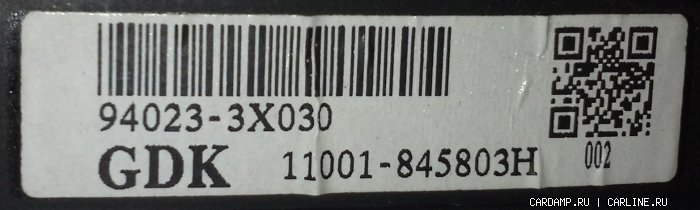 94023-3X030
GDK 11001-845803H
002
CARDAMP.RU | CARLINE.RU